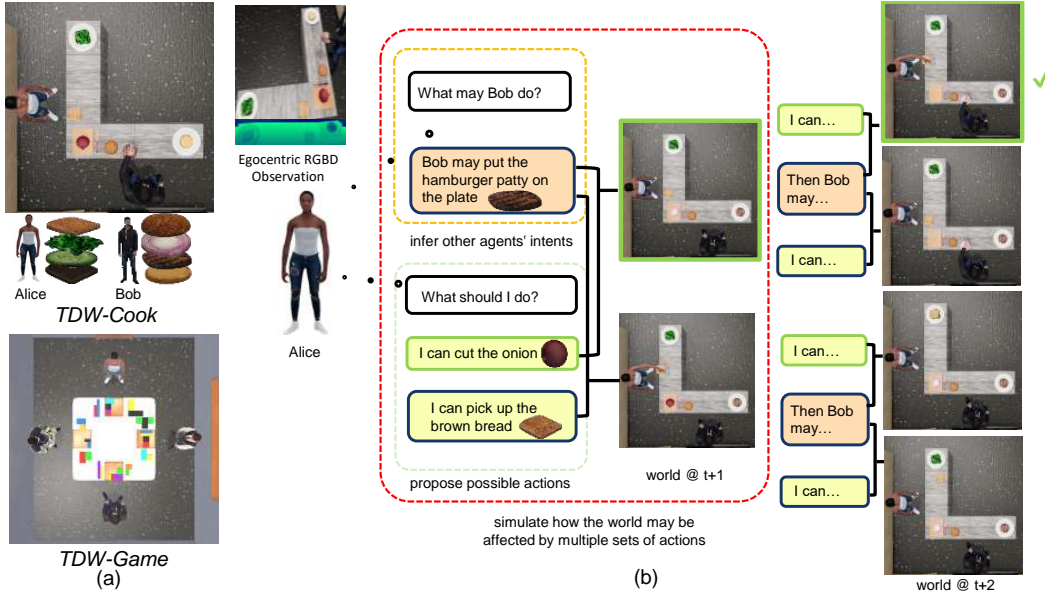 Alice
Bob
TDW-Cook
TDW-Game
(a)
Egocentric RGBD
Observation
Alice
What may Bob do?
Bob may put the
hamburger patty on
the plate
infer other agents' intents
What should I do?
I can cut the onion
I can pick up the
brown bread
propose possible actions
world @ t+1
simulate how the world may be
affected by multiple sets of actions
(b)
I can…
Then Bob
may…
I can…
I can…
Then Bob
may…
I can…
world @ t+2